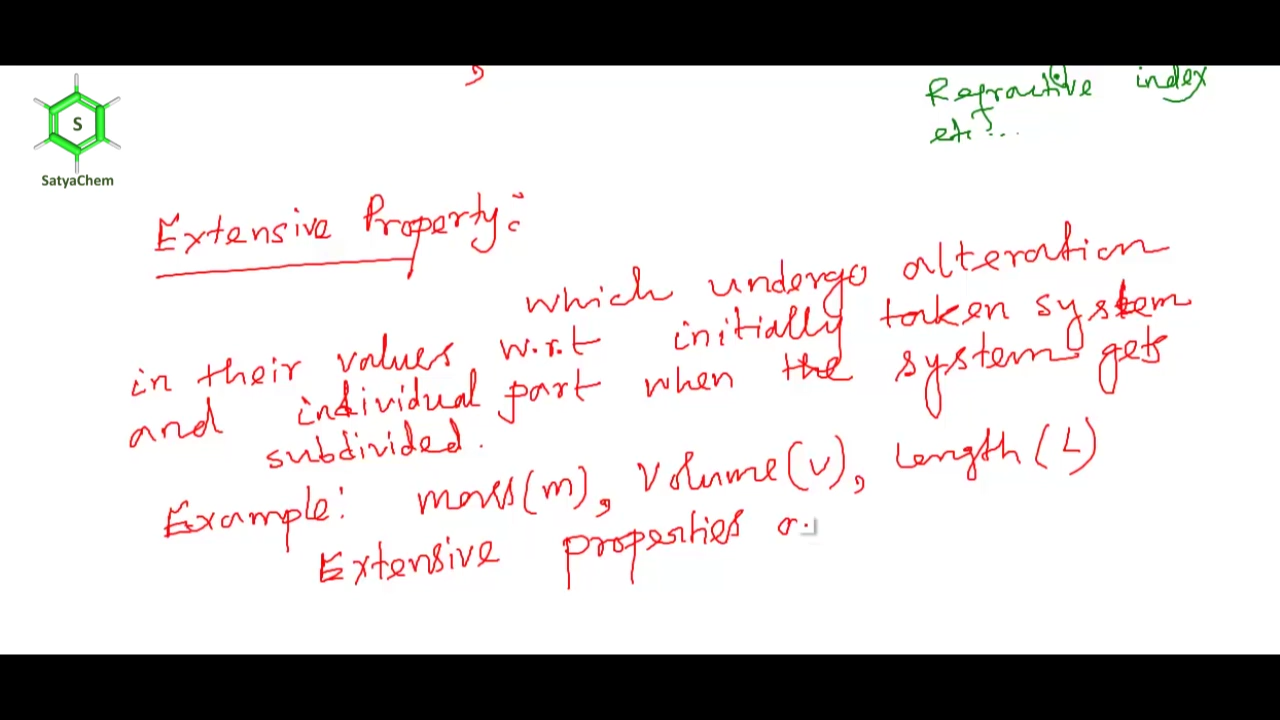 Refractive index
etc...
S
SatyaChem
Extensive Property:
which undergo alteration
in their values w.r.t initially taken system
and individual part when the system gets
subdivided.
Example: mass(m), Volume(v), Length(L)
Extensive properties a